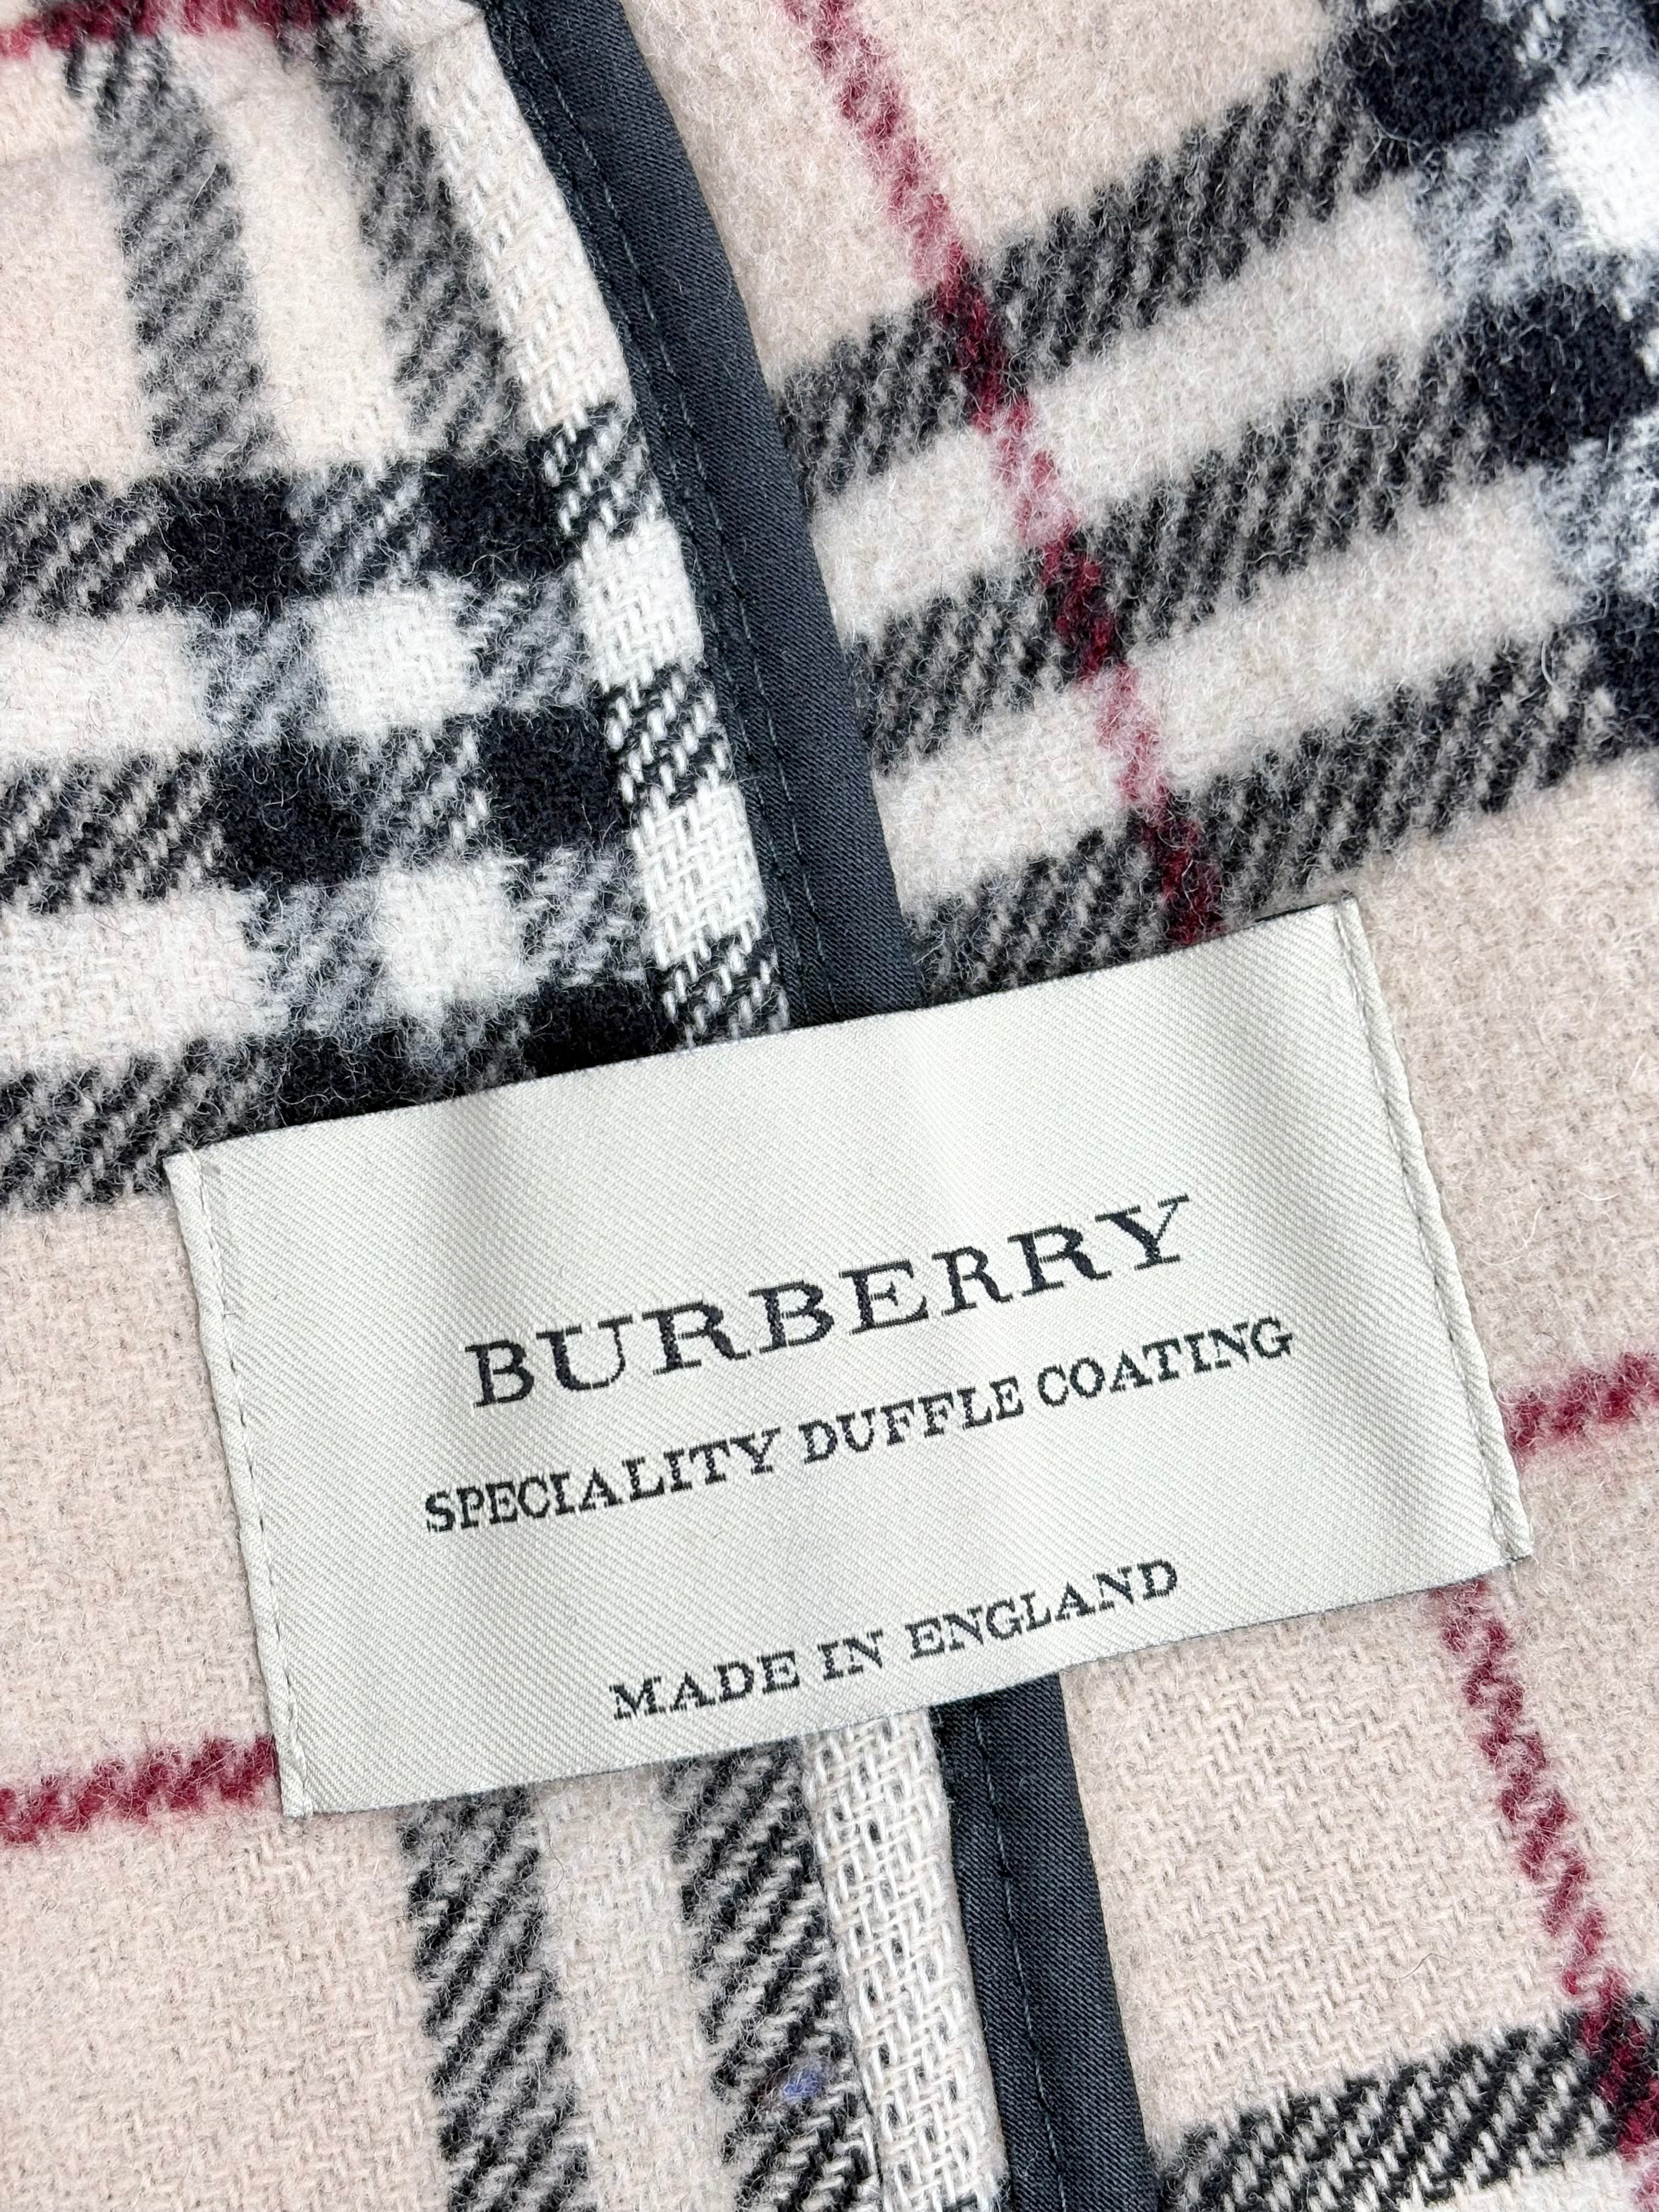 BURBERRY
SPECIALITY DUFFLE COATING
MADE IN ENGLAND